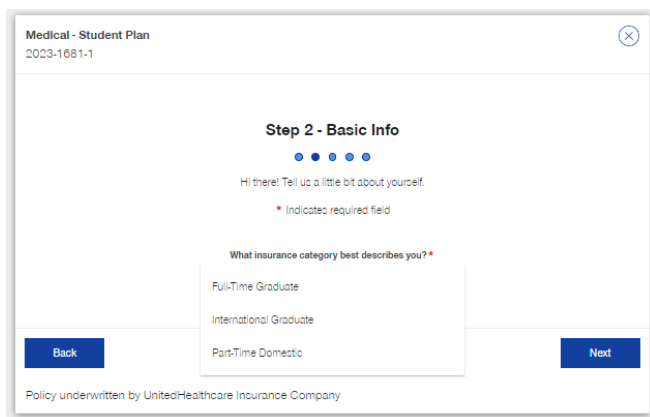 Medical - Student Plan
2023-1681-1
Step 2 - Basic Info
Hi there! Tell us a little bit about yourself.
* Indicates required field
What insurance category best describes you? *
Full-Time Graduate
International Graduate
Part-Time Domestic
Back
Next
Policy underwritten by UnitedHealthcare Insurance Company